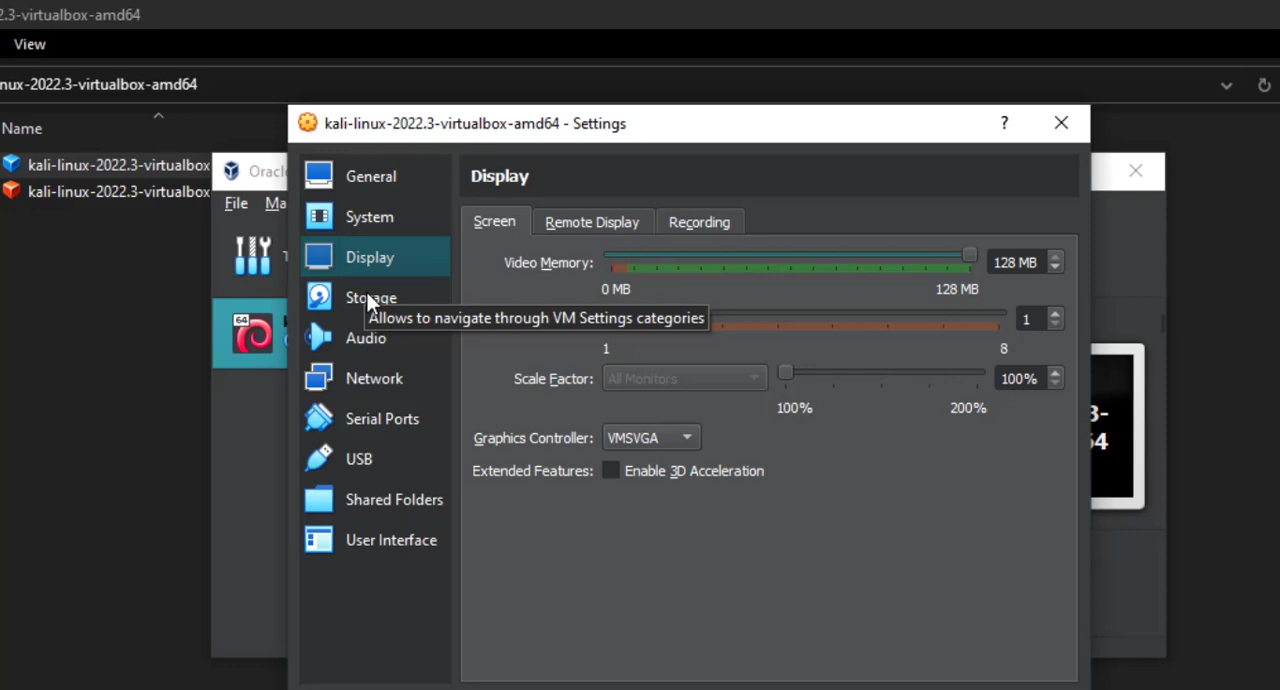 2.3-virtualbox-amd64
View
nux-2022.3-virtualbox-amd64
Name
kali-linux-2022.3-virtualbox
kali-linux-2022.3-virtualbox
File
64
kali-linux-2022.3-virtualbox-amd64 - Settings
?
General
System
Display
Storage
Audio
Network
Serial Ports
USB
Shared Folders
User Interface
Display
Screen Remote Display Recording
Video Memory: 128 MB
0 MB 128 MB
Allows to navigate through VM Settings categories
1
1 8
Scale Factor: All Monitors 100%
100% 200%
Graphics Controller: VMSVGA
Extended Features: Enable 3D Acceleration
3-
64